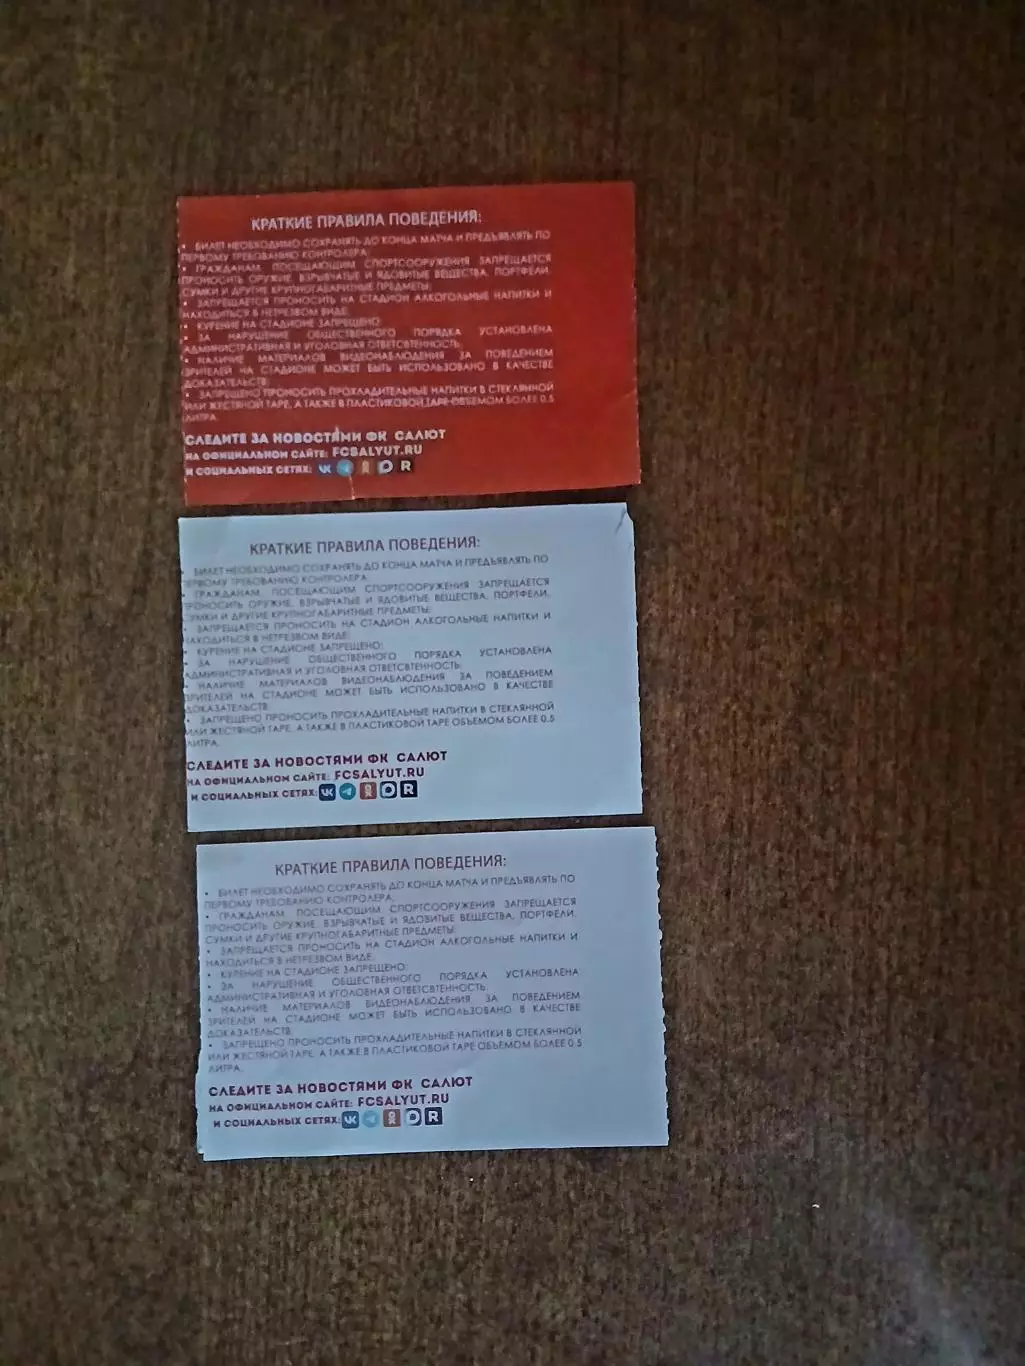 КРАТКИЕ ПРАВИЛА ПОВЕДЕНИЯ:
• БИЛЕТ НЕОБХОДИМО СОХРАНЯТЬ ДО КОНЦА МАТЧА И ПРЕДЪЯВЛЯТЬ ПО
ПЕРВОМУ ТРЕБОВАНИЮ КОНТРОЛЕРА;
• ГРАЖДАНАМ, ПОСЕЩАЮЩИМ СПОРТСООРУЖЕНИЯ ЗАПРЕЩАЕТСЯ
ПРОНОСИТЬ ОРУЖИЕ, ВЗРЫВЧАТЫЕ И ЯДОВИТЫЕ ВЕЩЕСТВА, ПОРТФЕЛИ,
СУМКИ И ДРУГИЕ КРУПНОГАБАРИТНЫЕ ПРЕДМЕТЫ;
• ЗАПРЕЩАЕТСЯ ПРОНОСИТЬ НА СТАДИОН АЛКОГОЛЬНЫЕ НАПИТКИ И
НАХОДИТЬСЯ В НЕТРЕЗВОМ ВИДЕ;
• КУРЕНИЕ НА СТАДИОНЕ ЗАПРЕЩЕНО;
• ЗА НАРУШЕНИЕ ОБЩЕСТВЕННОГО ПОРЯДКА УСТАНОВЛЕНА
АДМИНИСТРАТИВНАЯ И УГОЛОВНАЯ ОТВЕТСВТЕННОСТЬ;
• НАЛИЧИЕ МАТЕРИАЛОВ ВИДЕОНАБЛЮДЕНИЯ ЗА ПОВЕДЕНИЕМ
ЗРИТЕЛЕЙ НА СТАДИОНЕ МОЖЕТ БЫТЬ ИСПОЛЬЗОВАНО В КАЧЕСТВЕ
ДОКАЗАТЕЛЬСТВ;
• ЗАПРЕЩЕНО ПРОНОСИТЬ ПРОХЛАДИТЕЛЬНЫЕ НАПИТКИ В СТЕКЛЯННОЙ
ИЛИ ЖЕСТЯНОЙ ТАРЕ, А ТАКЖЕ В ПЛАСТИКОВОЙ ТАРЕ ОБЪЕМОМ БОЛЕЕ 0.5
ЛИТРА.
СЛЕДИТЕ ЗА НОВОСТЯМИ ФК САЛЮТ
НА ОФИЦИАЛЬНОМ САЙТЕ: FCSALYUT.RU
И СОЦИАЛЬНЫХ СЕТЯХ:
КРАТКИЕ ПРАВИЛА ПОВЕДЕНИЯ:
• БИЛЕТ НЕОБХОДИМО СОХРАНЯТЬ ДО КОНЦА МАТЧА И ПРЕДЪЯВЛЯТЬ ПО
ПЕРВОМУ ТРЕБОВАНИЮ КОНТРОЛЕРА;
• ГРАЖДАНАМ, ПОСЕЩАЮЩИМ СПОРТСООРУЖЕНИЯ ЗАПРЕЩАЕТСЯ
ПРОНОСИТЬ ОРУЖИЕ, ВЗРЫВЧАТЫЕ И ЯДОВИТЫЕ ВЕЩЕСТВА, ПОРТФЕЛИ,
СУМКИ И ДРУГИЕ КРУПНОГАБАРИТНЫЕ ПРЕДМЕТЫ;
• ЗАПРЕЩАЕТСЯ ПРОНОСИТЬ НА СТАДИОН АЛКОГОЛЬНЫЕ НАПИТКИ И
НАХОДИТЬСЯ В НЕТРЕЗВОМ ВИДЕ;
• КУРЕНИЕ НА СТАДИОНЕ ЗАПРЕЩЕНО;
• ЗА НАРУШЕНИЕ ОБЩЕСТВЕННОГО ПОРЯДКА УСТАНОВЛЕНА
АДМИНИСТРАТИВНАЯ И УГОЛОВНАЯ ОТВЕТСВТЕННОСТЬ;
• НАЛИЧИЕ МАТЕРИАЛОВ ВИДЕОНАБЛЮДЕНИЯ ЗА ПОВЕДЕНИЕМ
ЗРИТЕЛЕЙ НА СТАДИОНЕ МОЖЕТ БЫТЬ ИСПОЛЬЗОВАНО В КАЧЕСТВЕ
ДОКАЗАТЕЛЬСТВ;
• ЗАПРЕЩЕНО ПРОНОСИТЬ ПРОХЛАДИТЕЛЬНЫЕ НАПИТКИ В СТЕКЛЯННОЙ
ИЛИ ЖЕСТЯНОЙ ТАРЕ, А ТАКЖЕ В ПЛАСТИКОВОЙ ТАРЕ ОБЪЕМОМ БОЛЕЕ 0.5
ЛИТРА.
СЛЕДИТЕ ЗА НОВОСТЯМИ ФК САЛЮТ
НА ОФИЦИАЛЬНОМ САЙТЕ: FCSALYUT.RU
И СОЦИАЛЬНЫХ СЕТЯХ:
КРАТКИЕ ПРАВИЛА ПОВЕДЕНИЯ:
• БИЛЕТ НЕОБХОДИМО СОХРАНЯТЬ ДО КОНЦА МАТЧА И ПРЕДЪЯВЛЯТЬ ПО
ПЕРВОМУ ТРЕБОВАНИЮ КОНТРОЛЕРА;
• ГРАЖДАНАМ, ПОСЕЩАЮЩИМ СПОРТСООРУЖЕНИЯ ЗАПРЕЩАЕТСЯ
ПРОНОСИТЬ ОРУЖИЕ, ВЗРЫВЧАТЫЕ И ЯДОВИТЫЕ ВЕЩЕСТВА, ПОРТФЕЛИ,
СУМКИ И ДРУГИЕ КРУПНОГАБАРИТНЫЕ ПРЕДМЕТЫ;
• ЗАПРЕЩАЕТСЯ ПРОНОСИТЬ НА СТАДИОН АЛКОГОЛЬНЫЕ НАПИТКИ И
НАХОДИТЬСЯ В НЕТРЕЗВОМ ВИДЕ;
• КУРЕНИЕ НА СТАДИОНЕ ЗАПРЕЩЕНО;
• ЗА НАРУШЕНИЕ ОБЩЕСТВЕННОГО ПОРЯДКА УСТАНОВЛЕНА
АДМИНИСТРАТИВНАЯ И УГОЛОВНАЯ ОТВЕТСВТЕННОСТЬ;
• НАЛИЧИЕ МАТЕРИАЛОВ ВИДЕОНАБЛЮДЕНИЯ ЗА ПОВЕДЕНИЕМ
ЗРИТЕЛЕЙ НА СТАДИОНЕ МОЖЕТ БЫТЬ ИСПОЛЬЗОВАНО В КАЧЕСТВЕ
ДОКАЗАТЕЛЬСТВ;
• ЗАПРЕЩЕНО ПРОНОСИТЬ ПРОХЛАДИТЕЛЬНЫЕ НАПИТКИ В СТЕКЛЯННОЙ
ИЛИ ЖЕСТЯНОЙ ТАРЕ, А ТАКЖЕ В ПЛАСТИКОВОЙ ТАРЕ ОБЪЕМОМ БОЛЕЕ 0.5
ЛИТРА.
СЛЕДИТЕ ЗА НОВОСТЯМИ ФК САЛЮТ
НА ОФИЦИАЛЬНОМ САЙТЕ: FCSALYUT.RU
И СОЦИАЛЬНЫХ СЕТЯХ: